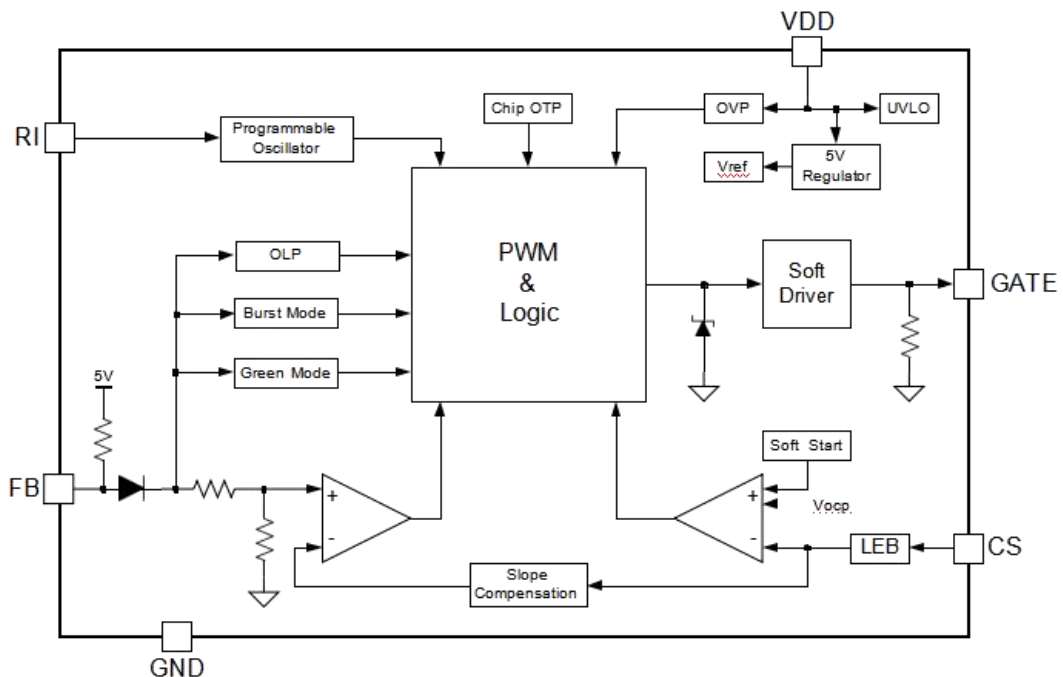 VDD
RI
Programmable
Oscillator
Chip OTP
OVP
UVLO
Vref
5V
Regulator
OLP
Burst Mode
Green Mode
PWM
&
Logic
Soft
Driver
GATE
5V
FB
+
-
Soft Start
+
-
Vocp
LEB
CS
Slope
Compensation
GND